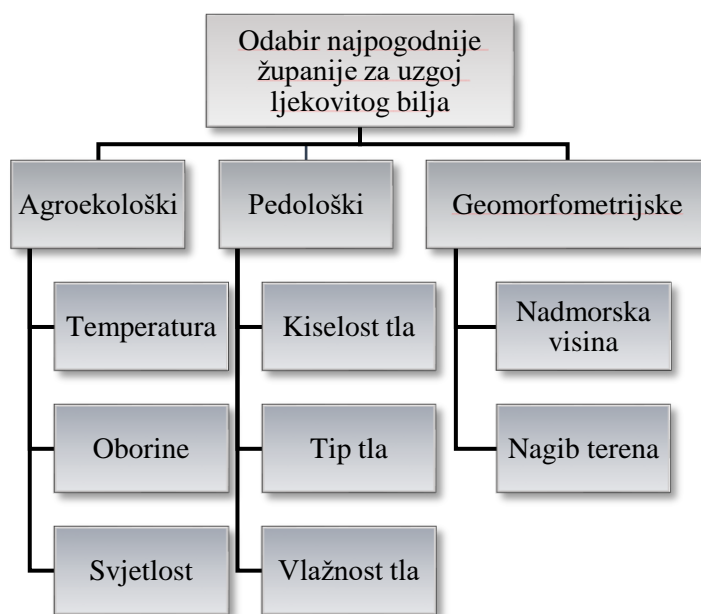 Odabir najpogodnije
županije za uzgoj
ljekovitog bilja
Agroekološki
Pedološki
Geomorfometrijske
Temperatura
Kiselost tla
Nadmorska
visina
Oborine
Tip tla
Nagib terena
Svjetlost
Vlažnost tla